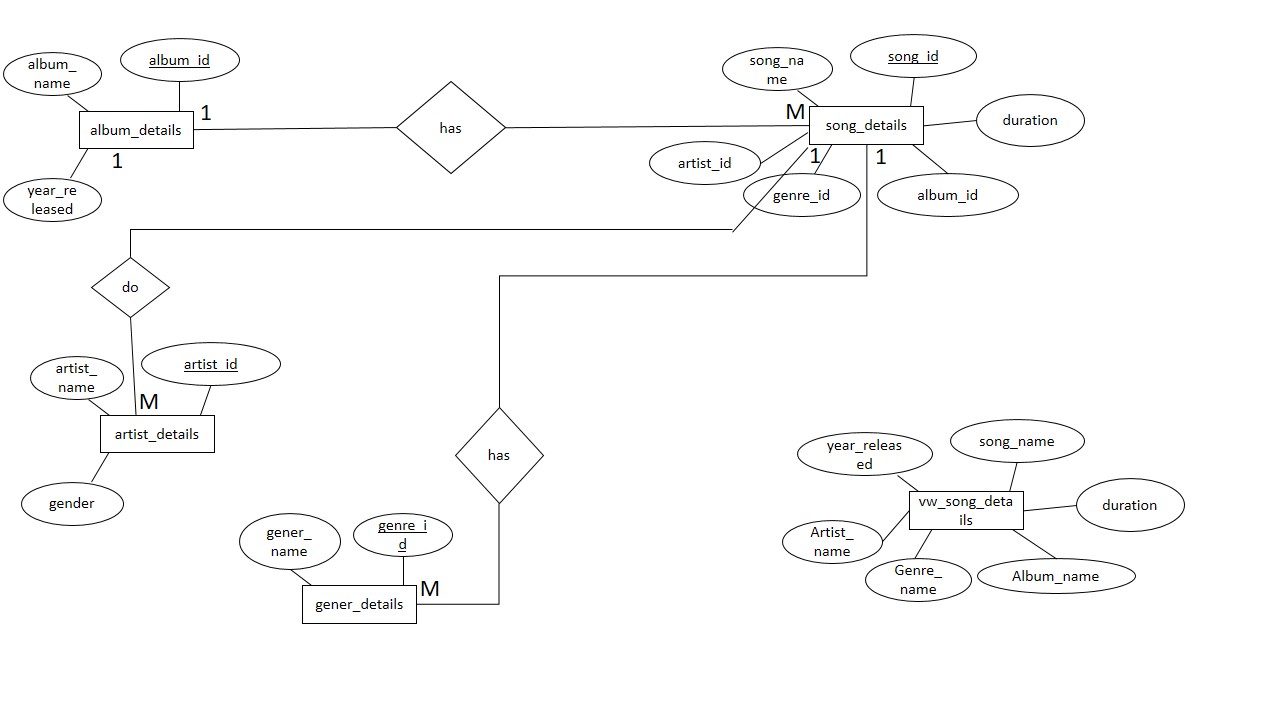 album_
name
album_id
album_details
1
1
year_re
leased
has
song_na
me
song_id
M
song_details
duration
artist_id
1
1
genre_id
album_id
do
artist_
name
artist_id
M
artist_details
gender
has
gener_
name
genre_i
d
gener_details
M
year_releas
ed
song_name
vw_song_deta
ils
duration
Artist_
name
Genre_
name
Album_name